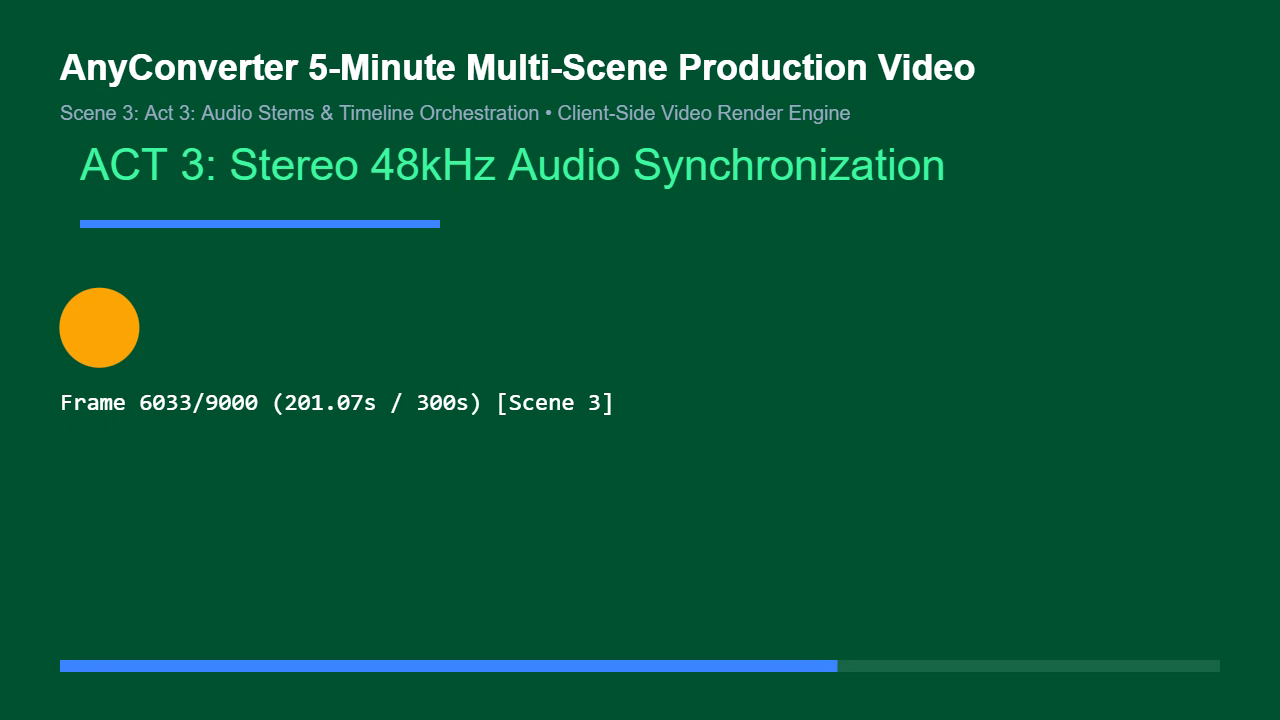 AnyConverter 5-Minute Multi-Scene Production Video
Scene 3: Act 3: Audio Stems & Timeline Orchestration • Client-Side Video Render Engine
ACT 3: Stereo 48kHz Audio Synchronization
Frame 6033/9000 (201.07s / 300s) [Scene 3]